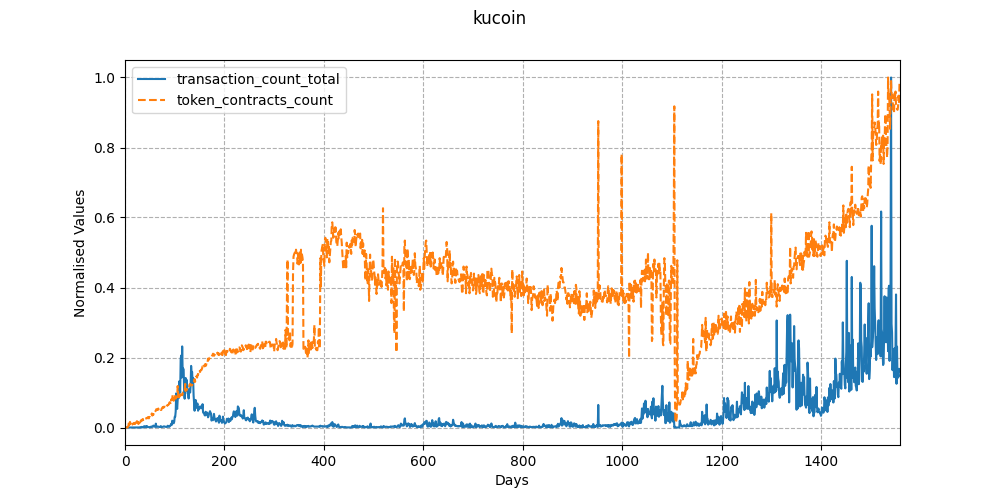 kucoin
transaction_count_total
token_contracts_count
Normalised Values
1.0
0.8
0.6
0.4
0.2
0.0
0 200 400 600 800 1000 1200 1400
Days